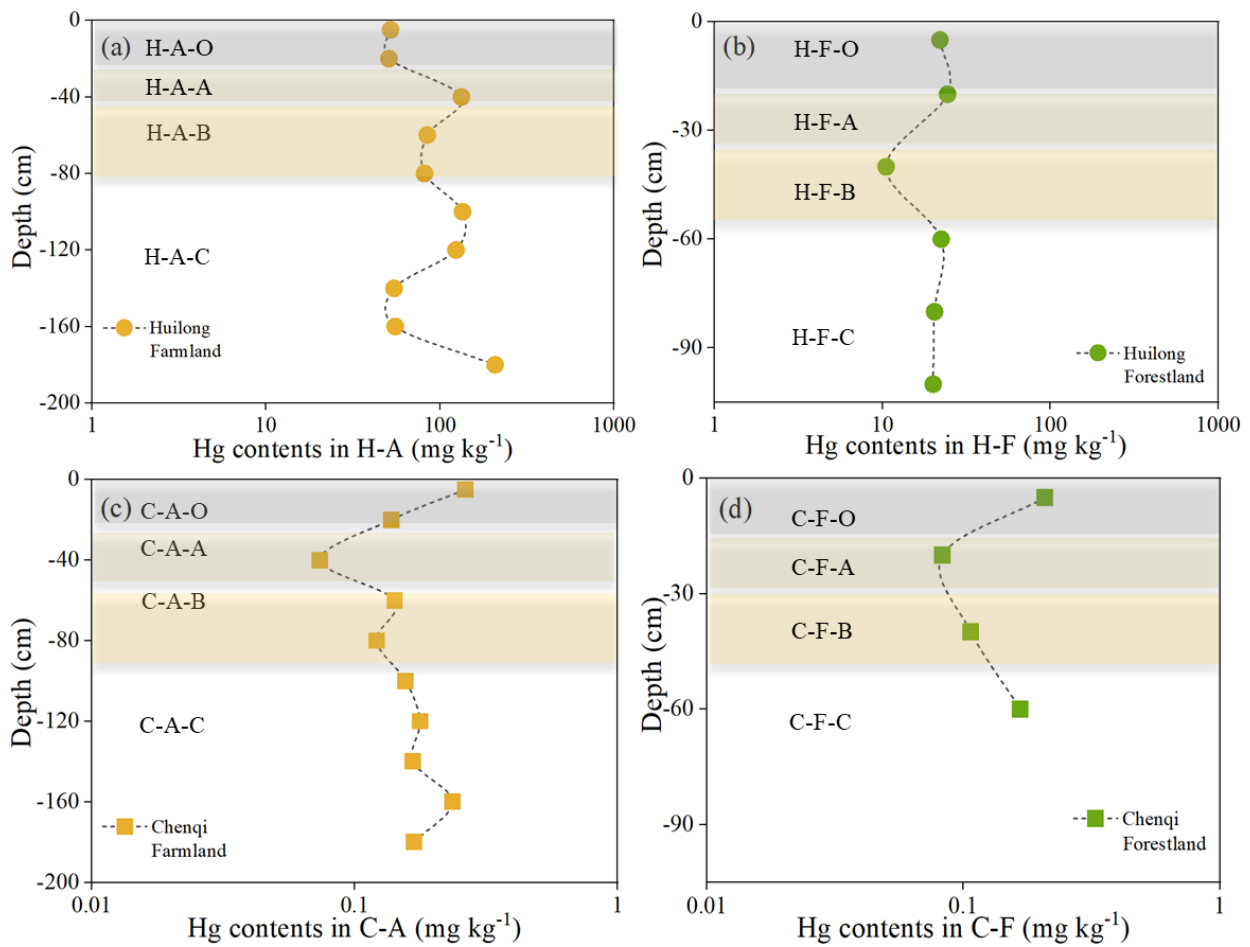 0
(a)
H-A-O
H-A-A
-40
H-A-B
-80
Depth (cm)
-120
H-A-C
Huilong
Farmland
-160
-200
1
10
100
1000
Hg contents in H-A (mg kg-1)
0
(b)
H-F-O
-30
H-F-A
H-F-B
Depth (cm)
-60
H-F-C
-90
Huilong
Forestland
1
10
100
1000
Hg contents in H-F (mg kg-1)
0
(c)
C-A-O
C-A-A
-40
C-A-B
-80
Depth (cm)
-120
C-A-C
-160
Chenqi
Farmland
-200
0.01
0.1
1
Hg contents in C-A (mg kg-1)
0
(d)
C-F-O
C-F-A
-30
C-F-B
Depth (cm)
-60
C-F-C
-90
Chenqi
Forestland
0.01
0.1
1
Hg contents in C-F (mg kg-1)